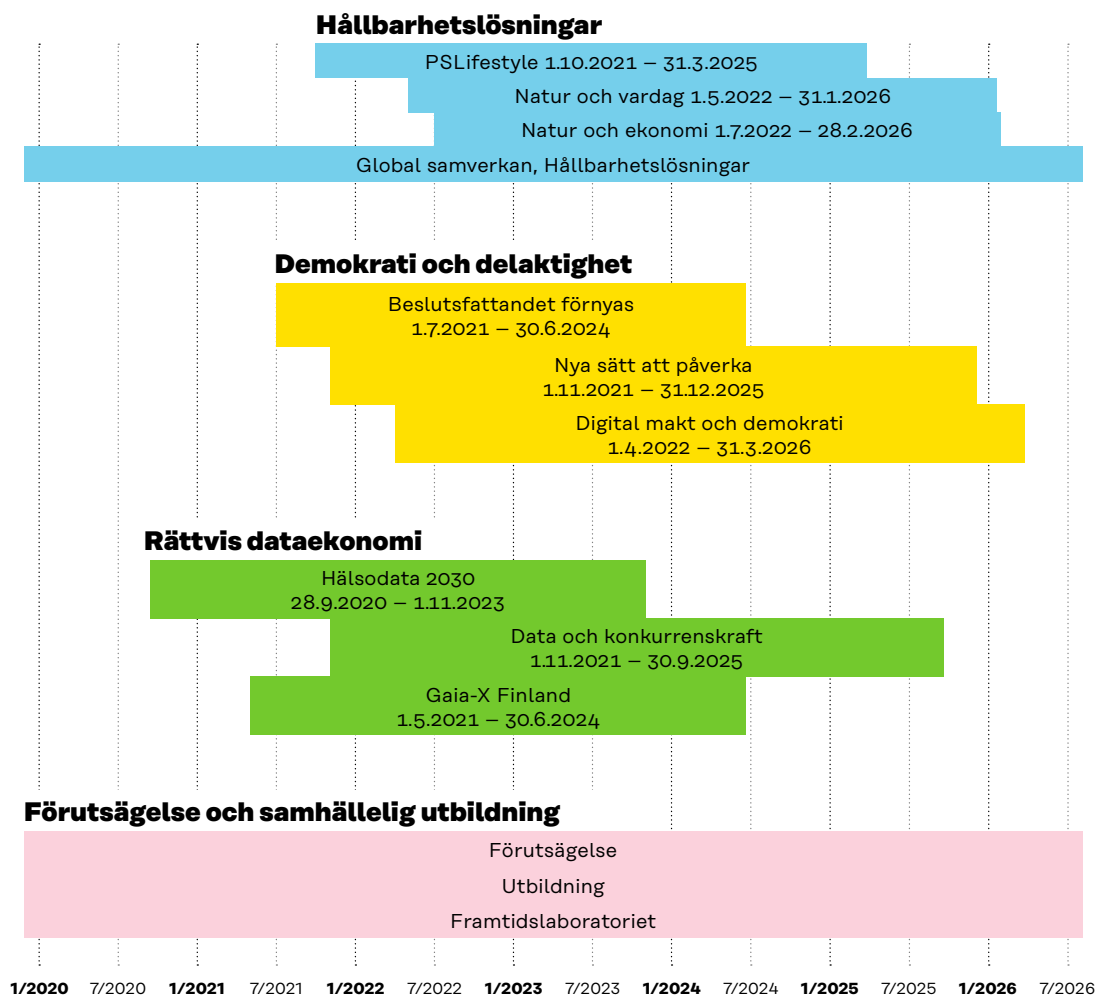 Hållbarhetslösningar
PSLifestyle 1.10.2021 – 31.3.2025
Natur och vardag 1.5.2022 – 31.1.2026
Natur och ekonomi 1.7.2022 – 28.2.2026
Global samverkan, Hållbarhetslösningar
Demokrati och delaktighet
Beslutsfattandet förnyas
1.7.2021 – 30.6.2024
Nya sätt att påverka
1.11.2021 – 31.12.2025
Digital makt och demokrati
1.4.2022 – 31.3.2026
Rättvis dataekonomi
Hälsodata 2030
28.9.2020 – 1.11.2023
Data och konkurrenskraft
1.11.2021 – 30.9.2025
Gaia-X Finland
1.5.2021 – 30.6.2024
Förutsägelse och samhällelig utbildning
Förutsägelse
Utbildning
Framtidslaboratoriet
1/2020 7/2020 1/2021 7/2021 1/2022 7/2022 1/2023 7/2023 1/2024 7/2024 1/2025 7/2025 1/2026 7/2026